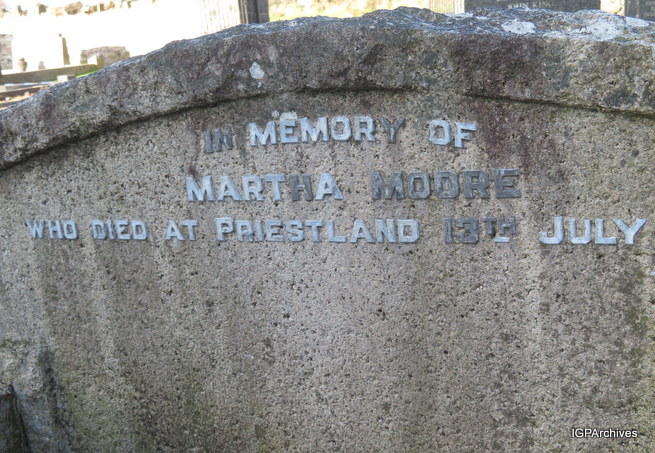 IN MEMORY OF
MARTHA MOORE
WHO DIED AT PRIESTLAND 13TH JULY
IGPArchives